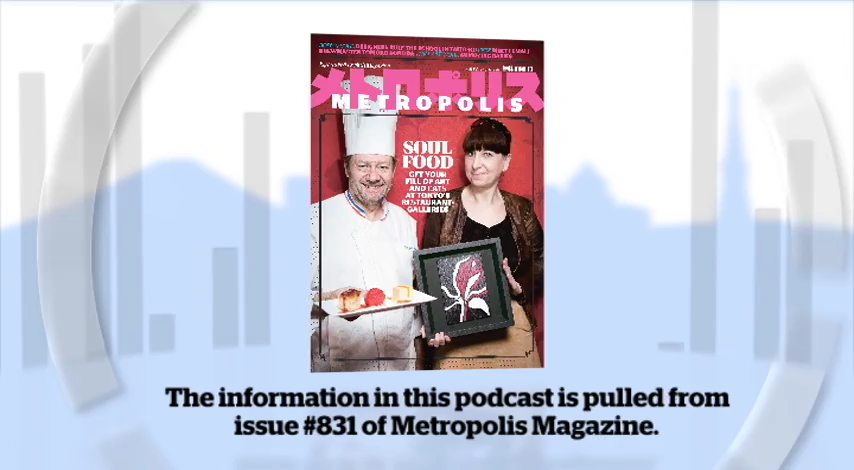 メトロポリス
METROPOLIS
SOUL
FOOD
GET YOUR
FILL OF ART
AND EATS
AT TOKYO'S
RESTAURANT-
GALLERIES
The information in this podcast is pulled from
issue #831 of Metropolis Magazine.